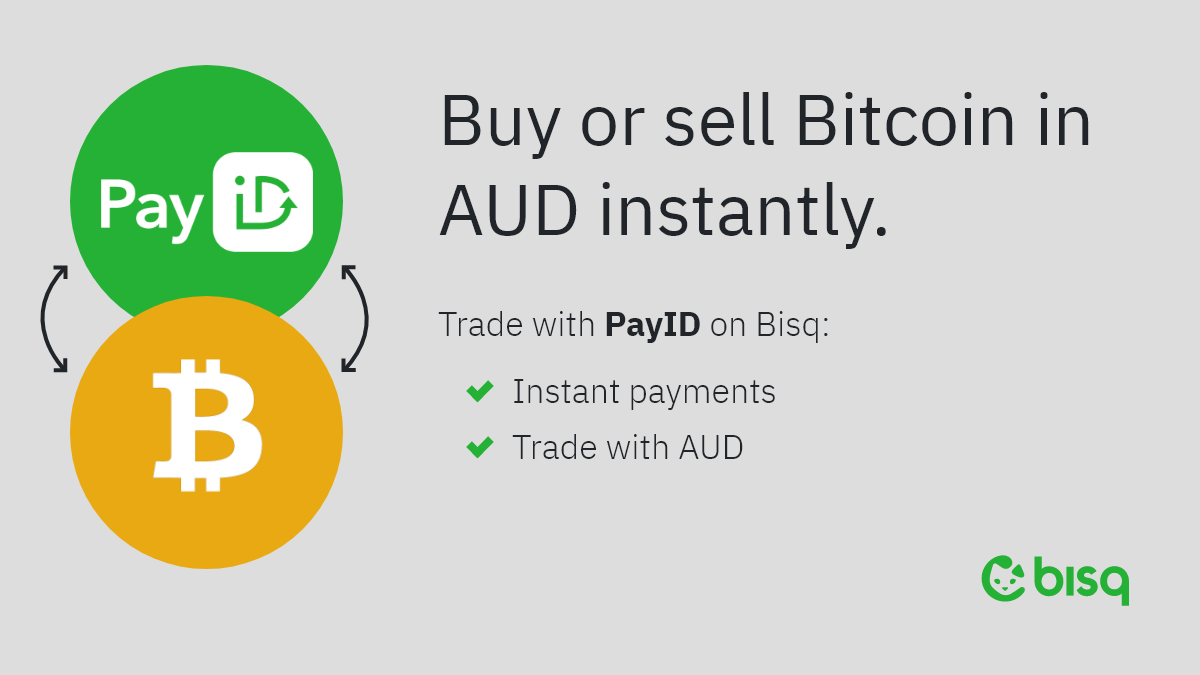 Pay iD
Buy or sell Bitcoin in
AUD instantly.
Trade with PayID on Bisq:
Instant payments
Trade with AUD
bisq